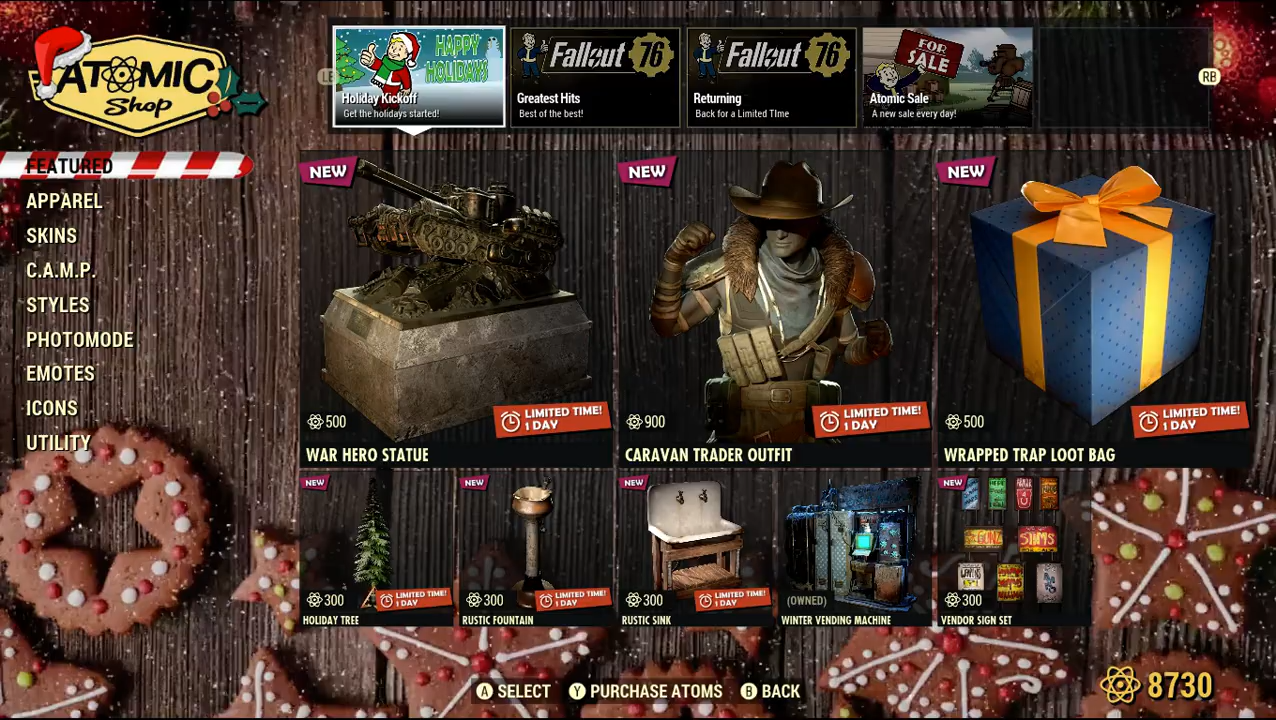 ATOMIC
Shop
HAPPY
HOLIDAYS
Holiday Kickoff
Get the holidays started!
Fallout 76
Greatest Hits
Best of the best!
Fallout 76
Returning
Back for a Limited TIme
FOR
SALE
Atomic Sale
A new sale every day!
RB
FEATURED
APPAREL
SKINS
C.A.M.P.
STYLES
PHOTOMODE
EMOTES
ICONS
UTILITY
NEW
500
LIMITED TIME!
1 DAY
WAR HERO STATUE
NEW
900
LIMITED TIME!
1 DAY
CARAVAN TRADER OUTFIT
NEW
500
LIMITED TIME!
1 DAY
WRAPPED TRAP LOOT BAG
NEW
300
LIMITED TIME!
1 DAY
HOLIDAY TREE
NEW
300
LIMITED TIME!
1 DAY
RUSTIC FOUNTAIN
NEW
300
LIMITED TIME!
1 DAY
RUSTIC SINK
(OWNED)
WINTER VENDING MACHINE
NEW
300
VENDOR SIGN SET
A SELECT
Y PURCHASE ATOMS
B BACK
8730